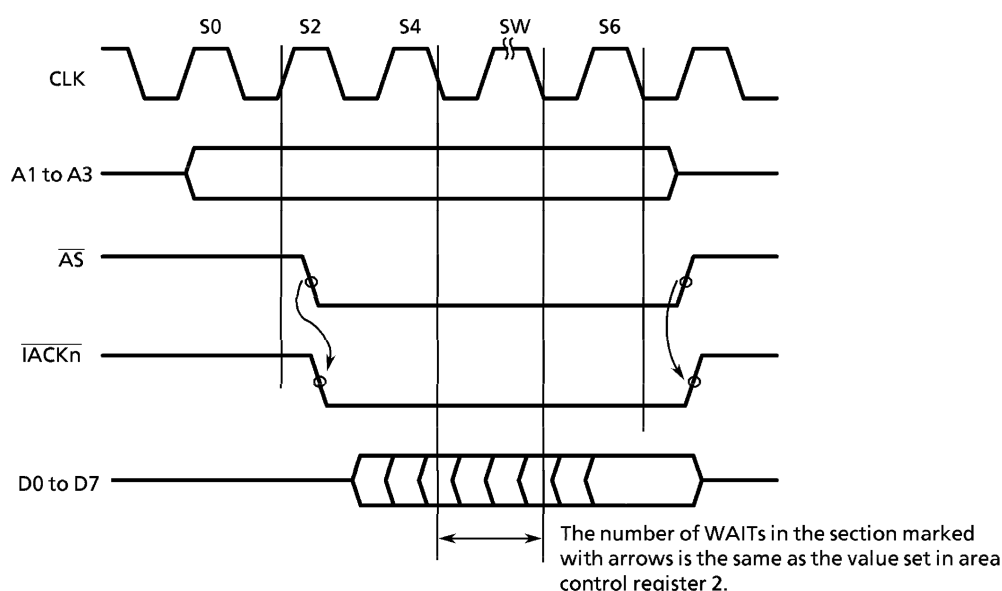 S0 S2 S4 SW S6
CLK
A1 to A3
AS
IACKn
D0 to D7
The number of WAITs in the section marked
with arrows is the same as the value set in area
control register 2.